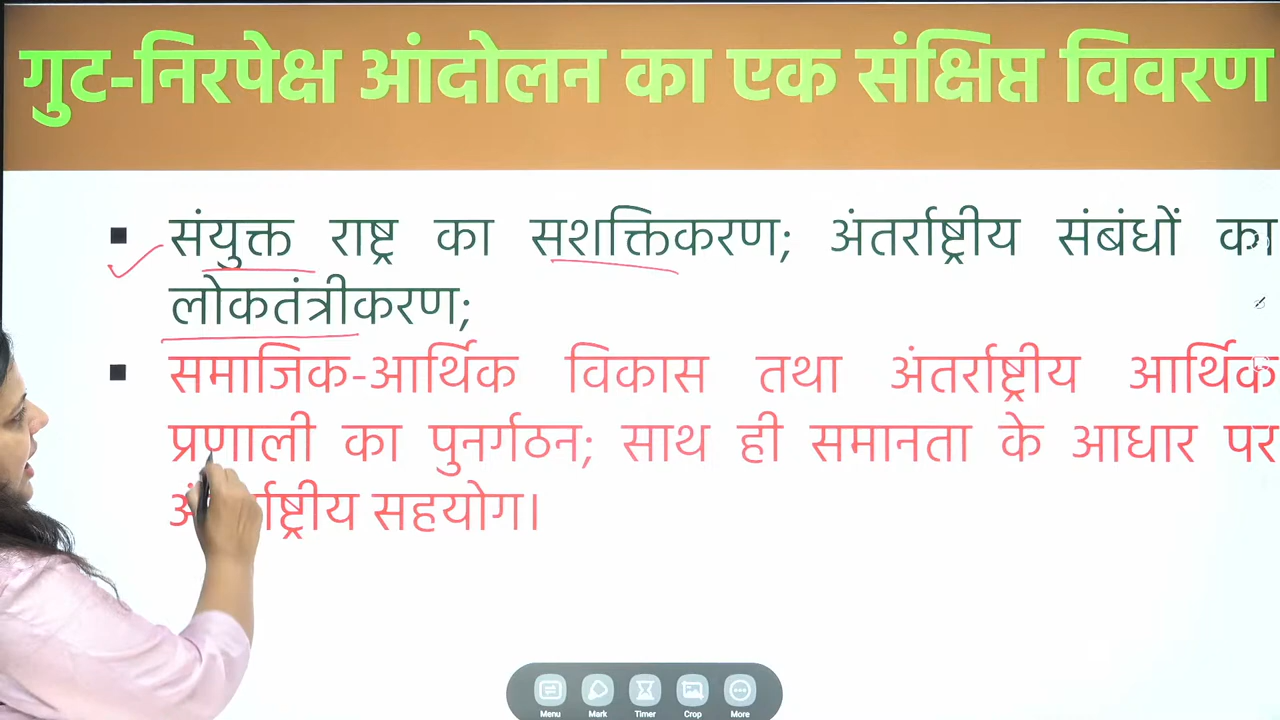 गुट-निरपेक्ष आंदोलन का एक संक्षिप्त विवरण
▪ संयुक्त राष्ट्र का सशक्तिकरण; अंतर्राष्ट्रीय संबंधों का
लोकतंत्रीकरण;
▪ समाजिक-आर्थिक विकास तथा अंतर्राष्ट्रीय आर्थिक
प्रणाली का पुनर्गठन; साथ ही समानता के आधार पर
सहयोग।
Menu Mark Timer Crop More